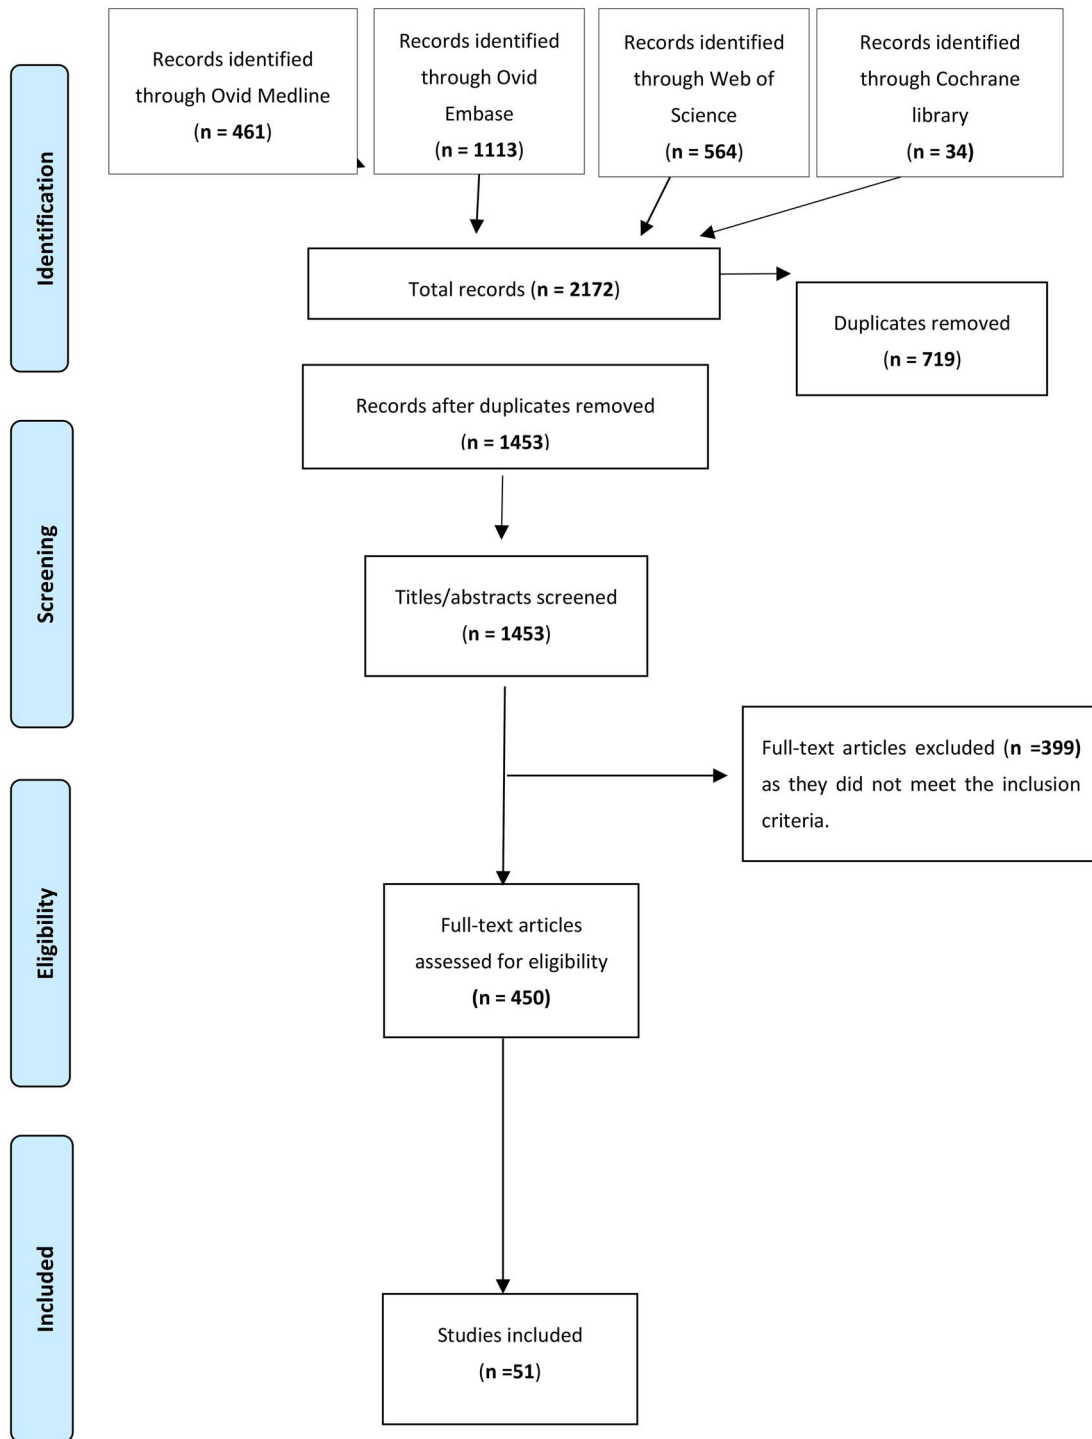 Records identified
through Ovid Medline
(n = 461)
Records identified
through Ovid
Embase
(n = 1113)
Records identified
through Web of
Science
(n = 564)
Records identified
through Cochrane
library
(n = 34)
Identification
Total records (n = 2172)
Duplicates removed
(n = 719)
Records after duplicates removed
(n = 1453)
Screening
Titles/abstracts screened
(n = 1453)
Full-text articles excluded (n =399)
as they did not meet the inclusion
criteria.
Eligibility
Full-text articles
assessed for eligibility
(n = 450)
Included
Studies included
(n =51)